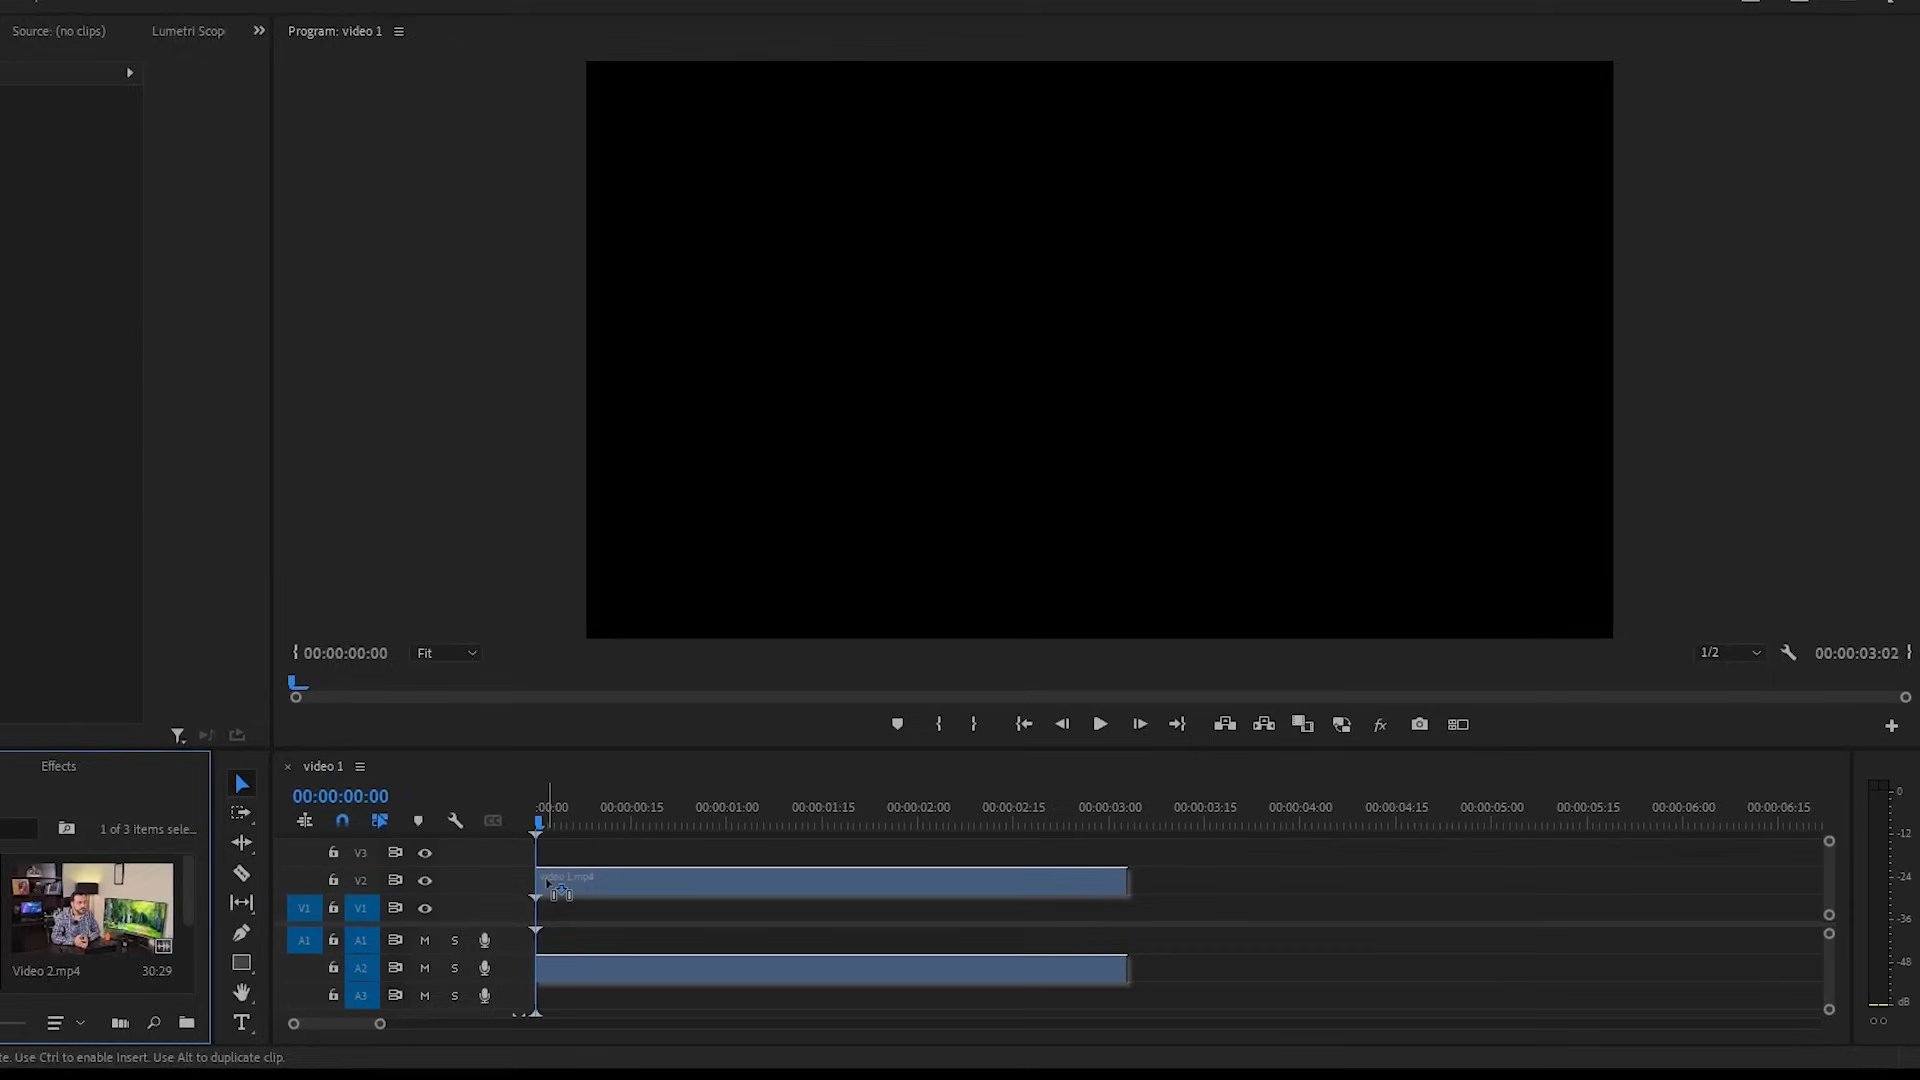 Source: (no clips)
Lumetri Scop
Program: video 1
00:00:00:00
Fit
1/2
00:00:03:02
Effects
1 of 3 items sele...
Video 2.mp4
30:29
video 1
00:00:00:00
:00:00
00:00:00:15
00:00:01:00
00:00:01:15
00:00:02:00
00:00:02:15
00:00:03:00
00:00:03:15
00:00:04:00
00:00:04:15
00:00:05:00
00:00:05:15
00:00:06:00
00:00:06:15
V3
V2
video 1.mp4
V1
V1
A1
A1
M
S
A2
M
S
A3
M
S
0
-12
-24
-36
-48
dB
te. Use Ctrl to enable Insert. Use Alt to duplicate clip.